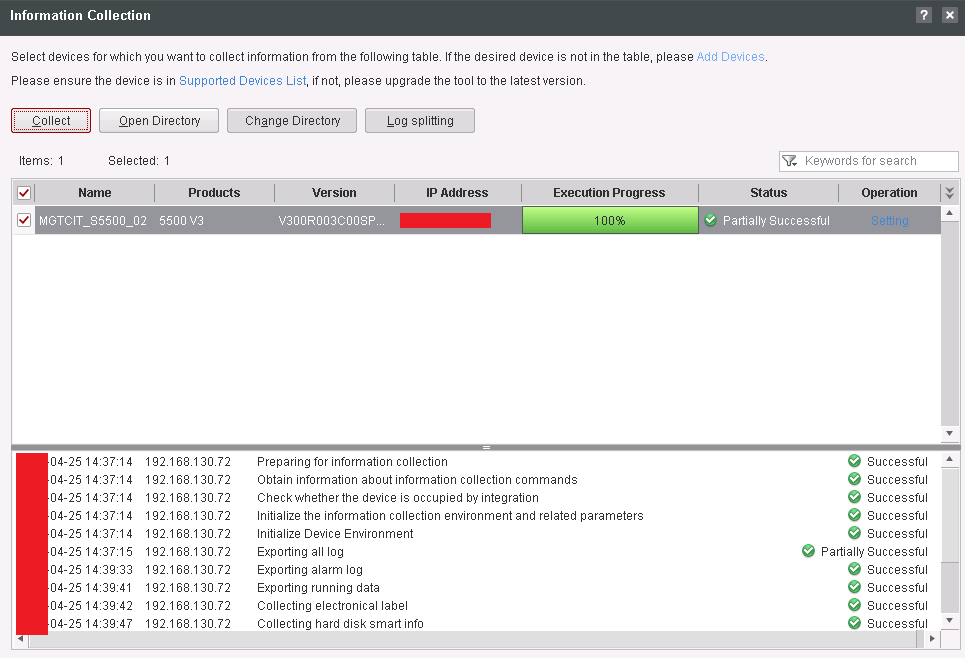 Information Collection
Select devices for which you want to collect information from the following table. If the desired device is not in the table, please Add Devices.
Please ensure the device is in Supported Devices List, if not, please upgrade the tool to the latest version.
Collect Open Directory Change Directory Log splitting
Items: 1 Selected: 1 Keywords for search
Name Products Version IP Address Execution Progress Status Operation
MGTCIT_S5500_02 5500 V3 V300R003C00SP... 100% Partially Successful Setting
-04-25 14:37:14 192.168.130.72 Preparing for information collection Successful
-04-25 14:37:14 192.168.130.72 Obtain information about information collection commands Successful
-04-25 14:37:14 192.168.130.72 Check whether the device is occupied by integration Successful
-04-25 14:37:14 192.168.130.72 Initialize the information collection environment and related parameters Successful
-04-25 14:37:14 192.168.130.72 Initialize Device Environment Successful
-04-25 14:37:15 192.168.130.72 Exporting all log Partially Successful
-04-25 14:39:33 192.168.130.72 Exporting alarm log Successful
-04-25 14:39:41 192.168.130.72 Exporting running data Successful
-04-25 14:39:42 192.168.130.72 Collecting electronical label Successful
-04-25 14:39:47 192.168.130.72 Collecting hard disk smart info Successful